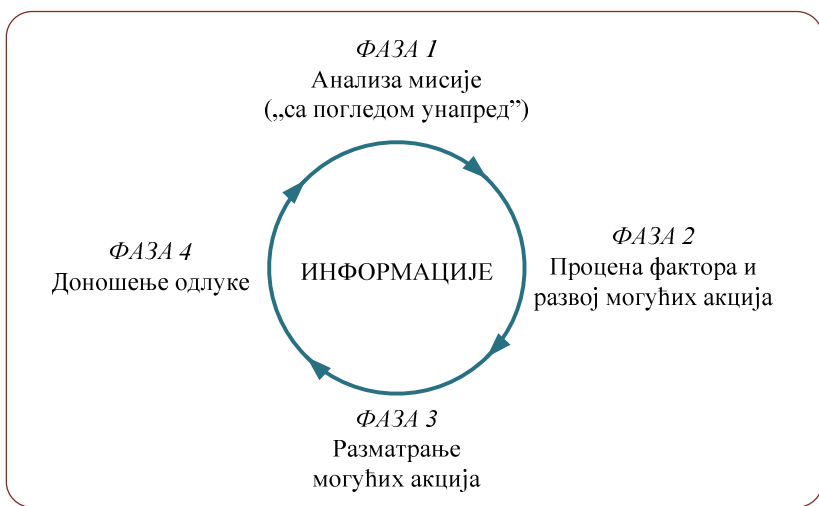 ФАЗА 1
Анализа мисије
(„са погледом унапред”)
ФАЗА 2
Процена фактора и
развој могућих акција
ФАЗА 3
Разматрање
могућих акција
ФАЗА 4
Доношење одлуке
ИНФОРМАЦИЈЕ